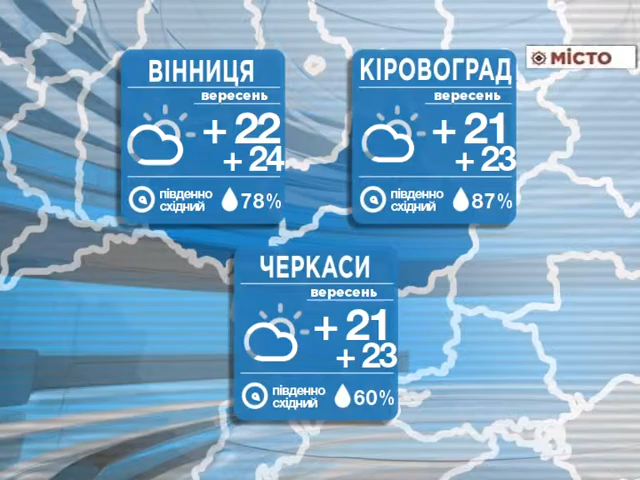 МІСТО
ВІННИЦЯ
вересень
+ 22
+ 24
південно
східний
78%
КІРОВОГРАД
вересень
+ 21
+ 23
південно
східний
87%
ЧЕРКАСИ
вересень
+ 21
+ 23
південно
східний
60%